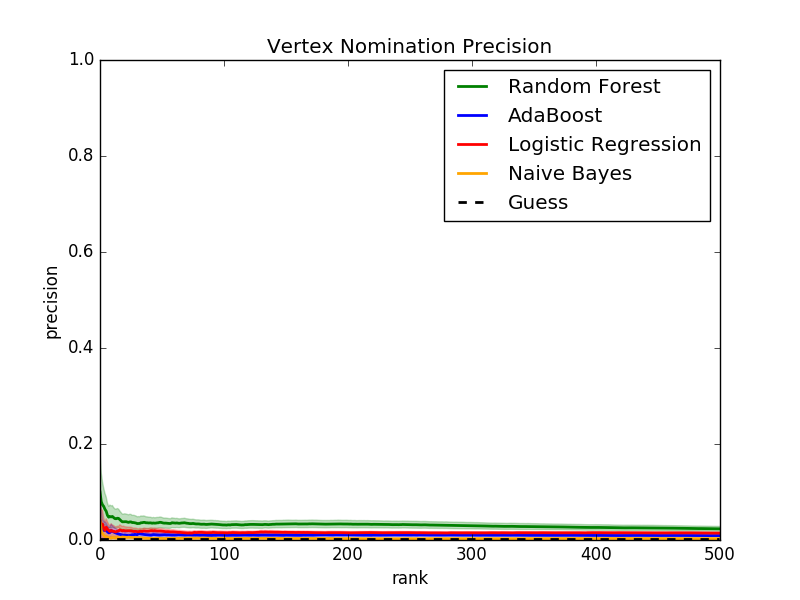 Vertex Nomination Precision
1.0
0.8
0.6
0.4
0.2
0.0
precision
Random Forest
AdaBoost
Logistic Regression
Naive Bayes
Guess
0 100 200 300 400 500
rank